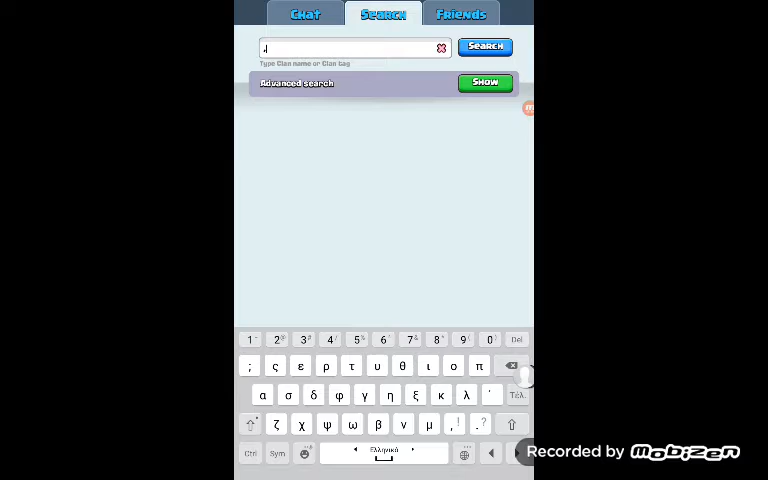 Chat Search Friends
, Search
Type Clan name or Clan tag
Advanced search Show
1 - 2 @ 3 # 4 / 5 % 6 ^ 7 & 8 * 9 ( 0 ) Del
; ς ε ρ τ υ θ ι ο π
α σ δ φ γ η ξ κ λ ΄ Τέλ.
ζ χ ψ ω β ν μ , ! . ?
Ctrl Sym Ελληνικά
Recorded by mobizen